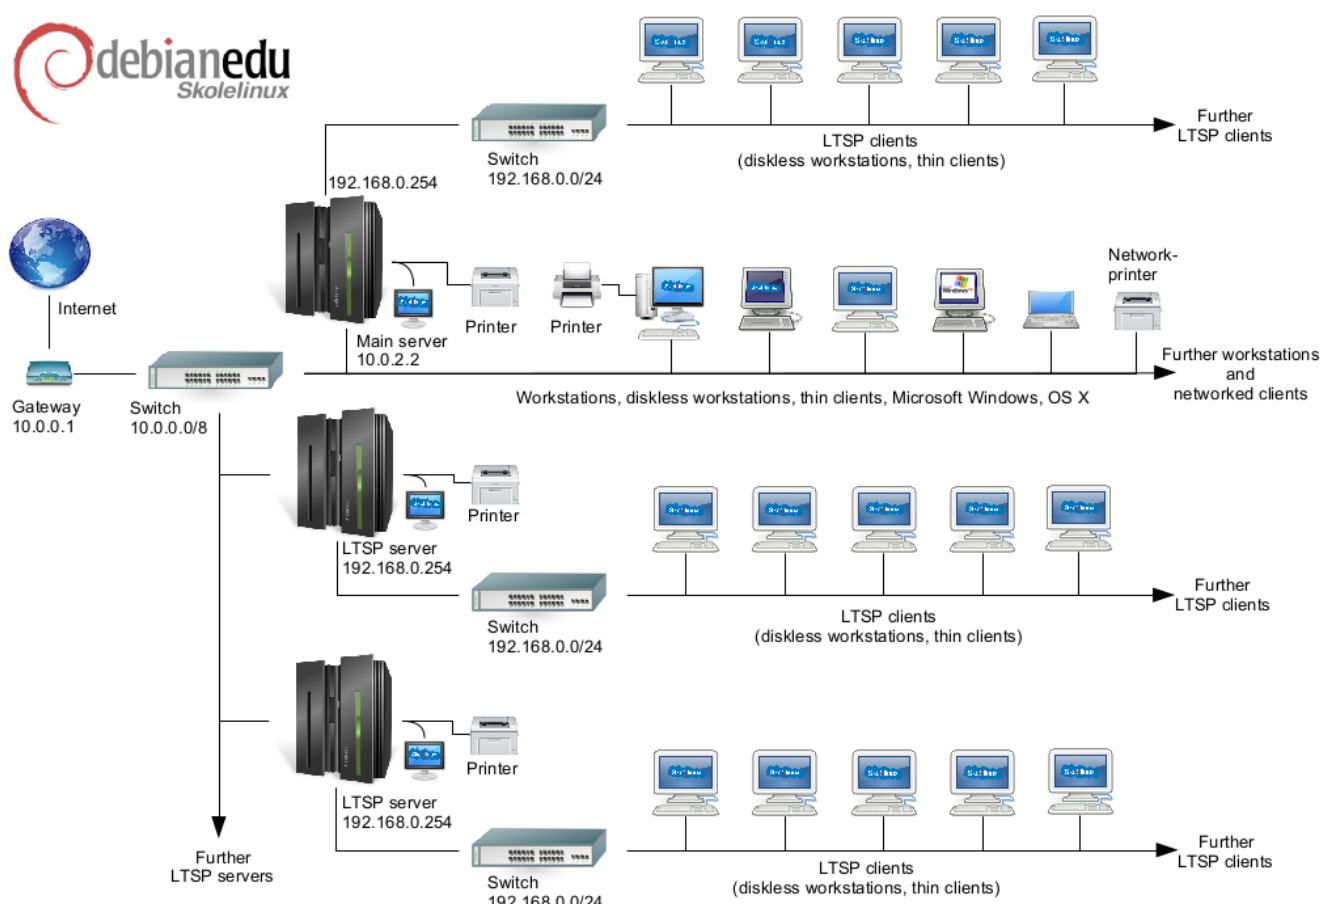 debianedu
Skolelinux
Further
LTSP clients
LTSP clients
(diskless workstations, thin clients)
Switch
192.168.0.0/24
192.168.0.254
Internet
Printer
Printer
Network-
printer
Main server
10.0.2.2
Further workstations
and
networked clients
Workstations, diskless workstations, thin clients, Microsoft Windows, OS X
Gateway
10.0.0.1
Switch
10.0.0.0/8
Printer
LTSP server
192.168.0.254
Switch
192.168.0.0/24
LTSP clients
(diskless workstations, thin clients)
Further
LTSP clients
Printer
LTSP server
192.168.0.254
Further
LTSP servers
Switch
192.168.0.0/24
LTSP clients
(diskless workstations, thin clients)
Further
LTSP clients